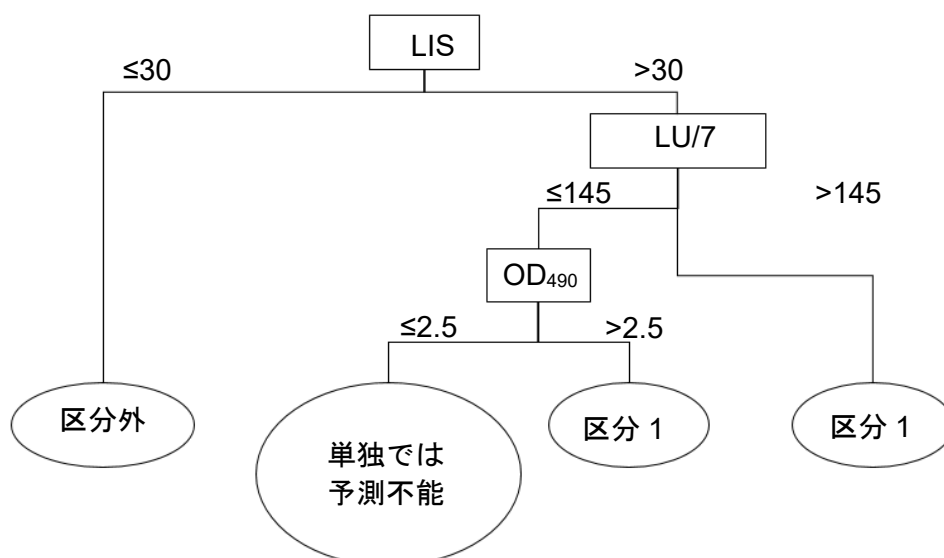 LIS
≤30
>30
LU/7
≤145
>145
OD₄₉₀
≤2.5
>2.5
区分外
単独では
予測不能
区分 1
区分 1